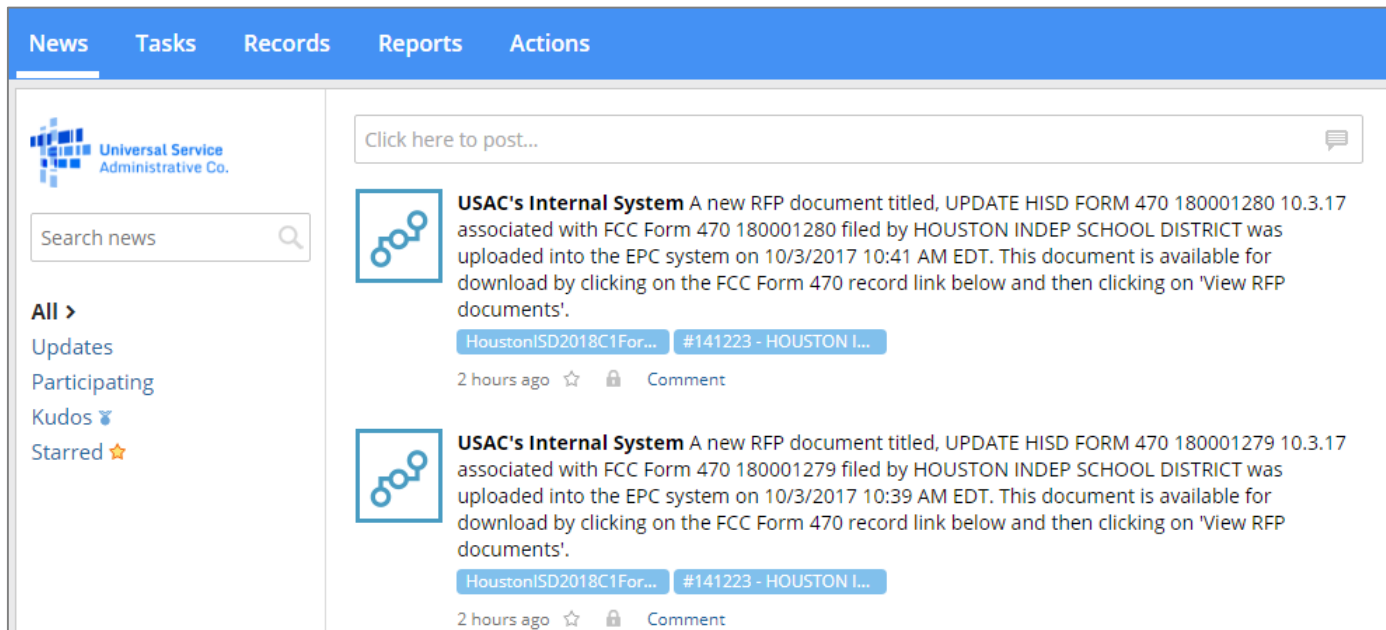 News Tasks Records Reports Actions
Universal Service
Administrative Co.
Search news
All >
Updates
Participating
Kudos
Starred
Click here to post...
USAC's Internal System A new RFP document titled, UPDATE HISD FORM 470 180001280 10.3.17
associated with FCC Form 470 180001280 filed by HOUSTON INDEP SCHOOL DISTRICT was
uploaded into the EPC system on 10/3/2017 10:41 AM EDT. This document is available for
download by clicking on the FCC Form 470 record link below and then clicking on 'View RFP
documents'.
HoustonISD2018C1For... #141223 - HOUSTON I...
2 hours ago Comment
USAC's Internal System A new RFP document titled, UPDATE HISD FORM 470 180001279 10.3.17
associated with FCC Form 470 180001279 filed by HOUSTON INDEP SCHOOL DISTRICT was
uploaded into the EPC system on 10/3/2017 10:39 AM EDT. This document is available for
download by clicking on the FCC Form 470 record link below and then clicking on 'View RFP
documents'.
HoustonISD2018C1For... #141223 - HOUSTON I...
2 hours ago Comment